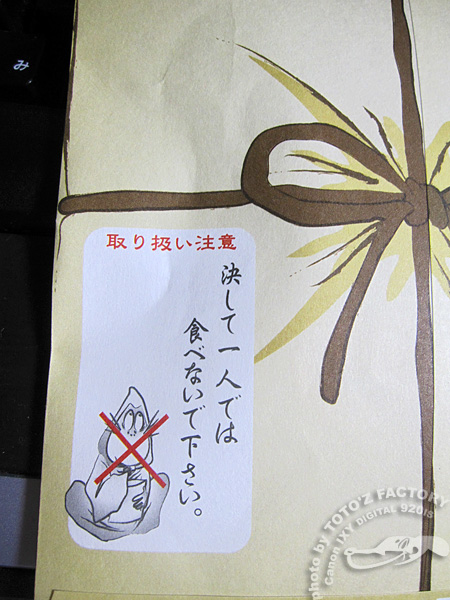 み
取り扱い注意
決して一人では
食べないで下さい。
photo by TOTO'Z FACTORY
Canon IXY DIGITAL 920IS